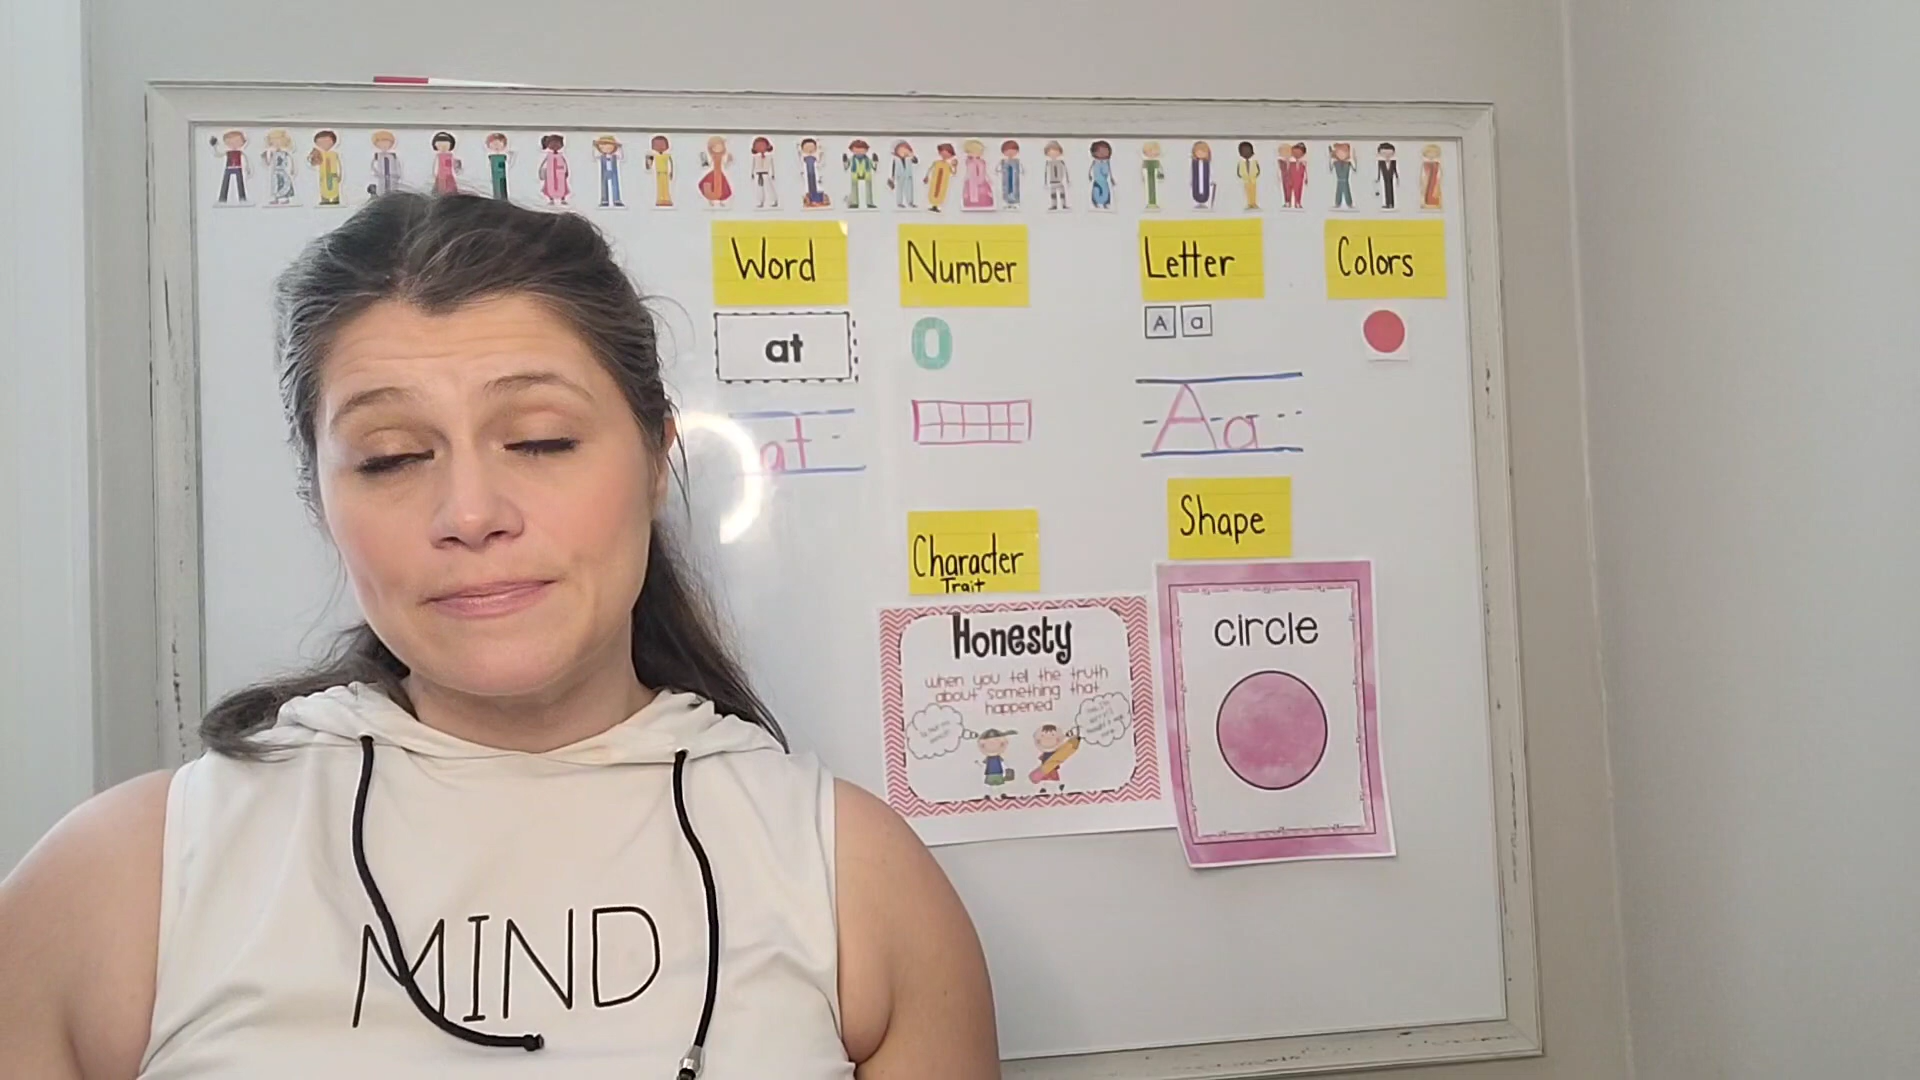 Word
Number
Letter
Colors
at
0
A a
at
Aa
Character
Trait
Shape
Honesty
when you tell the truth
about something that
happened
circle
MIND